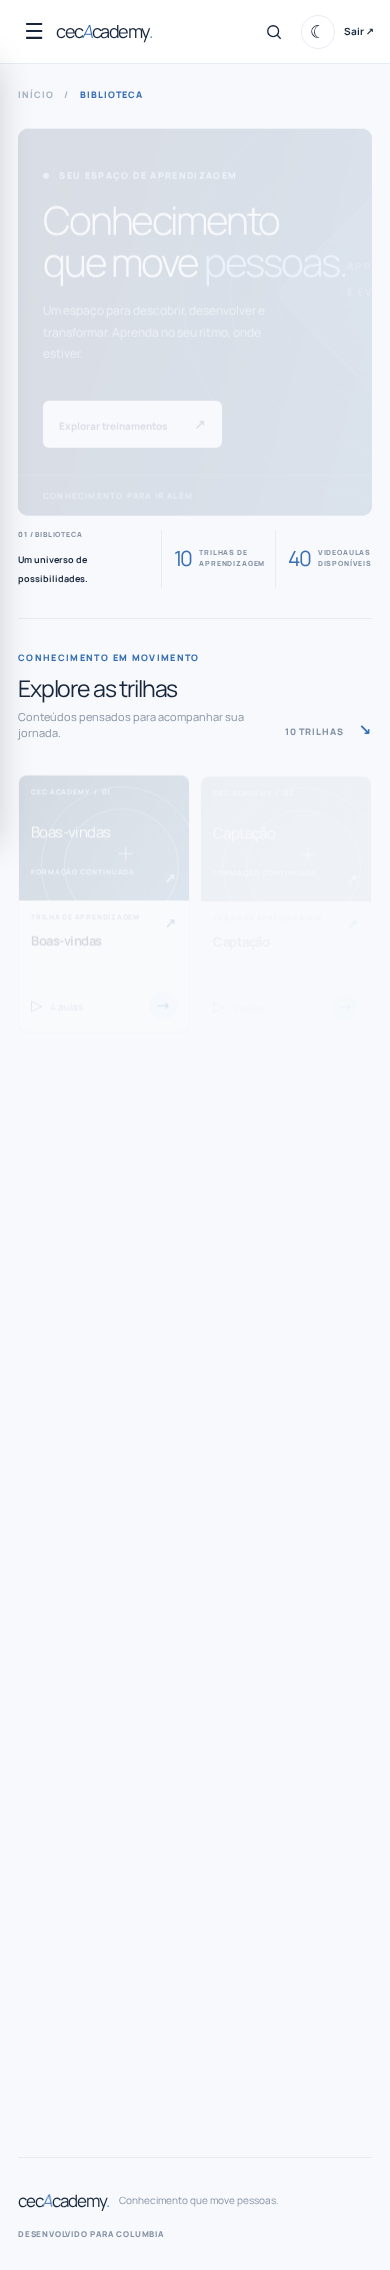 ☰ cecAcademy. ☾ Sair ↗
INÍCIO / BIBLIOTECA
SEU ESPAÇO DE APRENDIZAGEM
Conhecimento
que move pessoas.
Um espaço para descobrir, desenvolver e
transformar. Aprenda no seu ritmo, onde
estiver.
Explorar treinamentos ↗
CONHECIMENTO PARA IR ALÉM
01 / BIBLIOTECA
Um universo de
possibilidades.
10 TRILHAS DE
APRENDIZAGEM
40 VIDEOAULAS
DISPONÍVEIS
CONHECIMENTO EM MOVIMENTO
Explore as trilhas
Conteúdos pensados para acompanhar sua
jornada.
10 TRILHAS ↘
CEC ACADEMY / 01
Boas-vindas
FORMAÇÃO CONTINUADA ↗
TRILHA DE APRENDIZAGEM ↗
Boas-vindas
4 aulas →
Captação
Captação
cecAcademy. Conhecimento que move pessoas.
DESENVOLVIDO PARA COLUMBIA